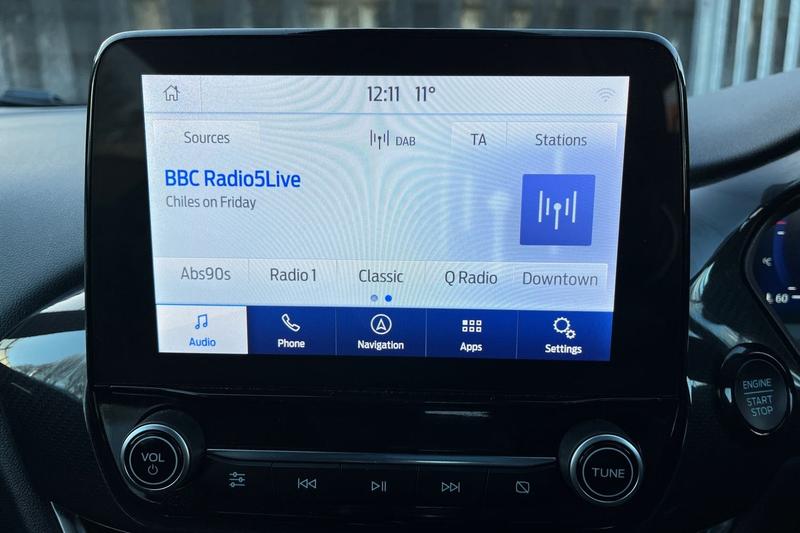 12:11 11°
Sources DAB TA Stations
BBC Radio5Live
Chiles on Friday
Abs90s Radio 1 Classic Q Radio Downtown
Audio Phone Navigation Apps Settings
°C
L 60
ENGINE
START
STOP
VOL
TUNE